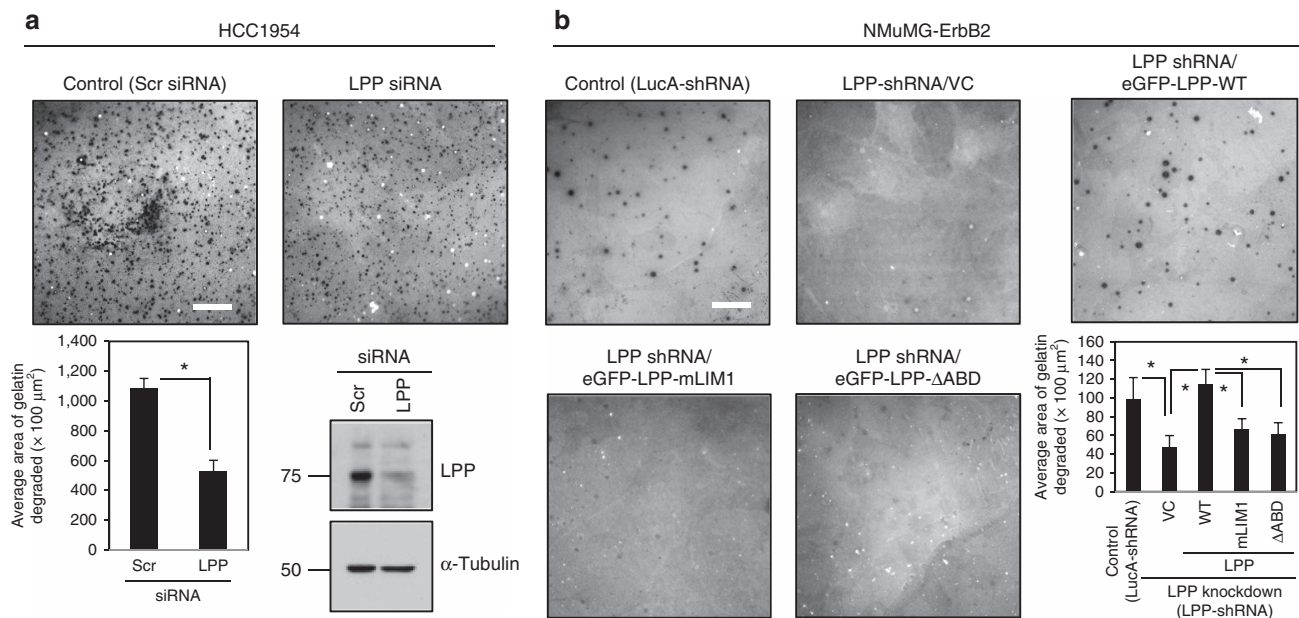 a
HCC1954
Control (Scr siRNA)
LPP siRNA
Average area of gelatin
degraded (× 100 µm²)
1,400
1,200
1,000
800
600
400
200
0
*
Scr
LPP
siRNA
siRNA
Scr
LPP
75
LPP
50
α-Tubulin
b
NMuMG-ErbB2
Control (LucA-shRNA)
LPP-shRNA/VC
LPP shRNA/
eGFP-LPP-WT
LPP shRNA/
eGFP-LPP-mLIM1
LPP shRNA/
eGFP-LPP-ΔABD
Average area of gelatin
degraded (× 100 µm²)
160
140
120
100
80
60
40
20
0
*
*
*
*
Control
(LucA-shRNA)
VC
WT
mLIM1
ΔABD
LPP
LPP knockdown
(LPP-shRNA)